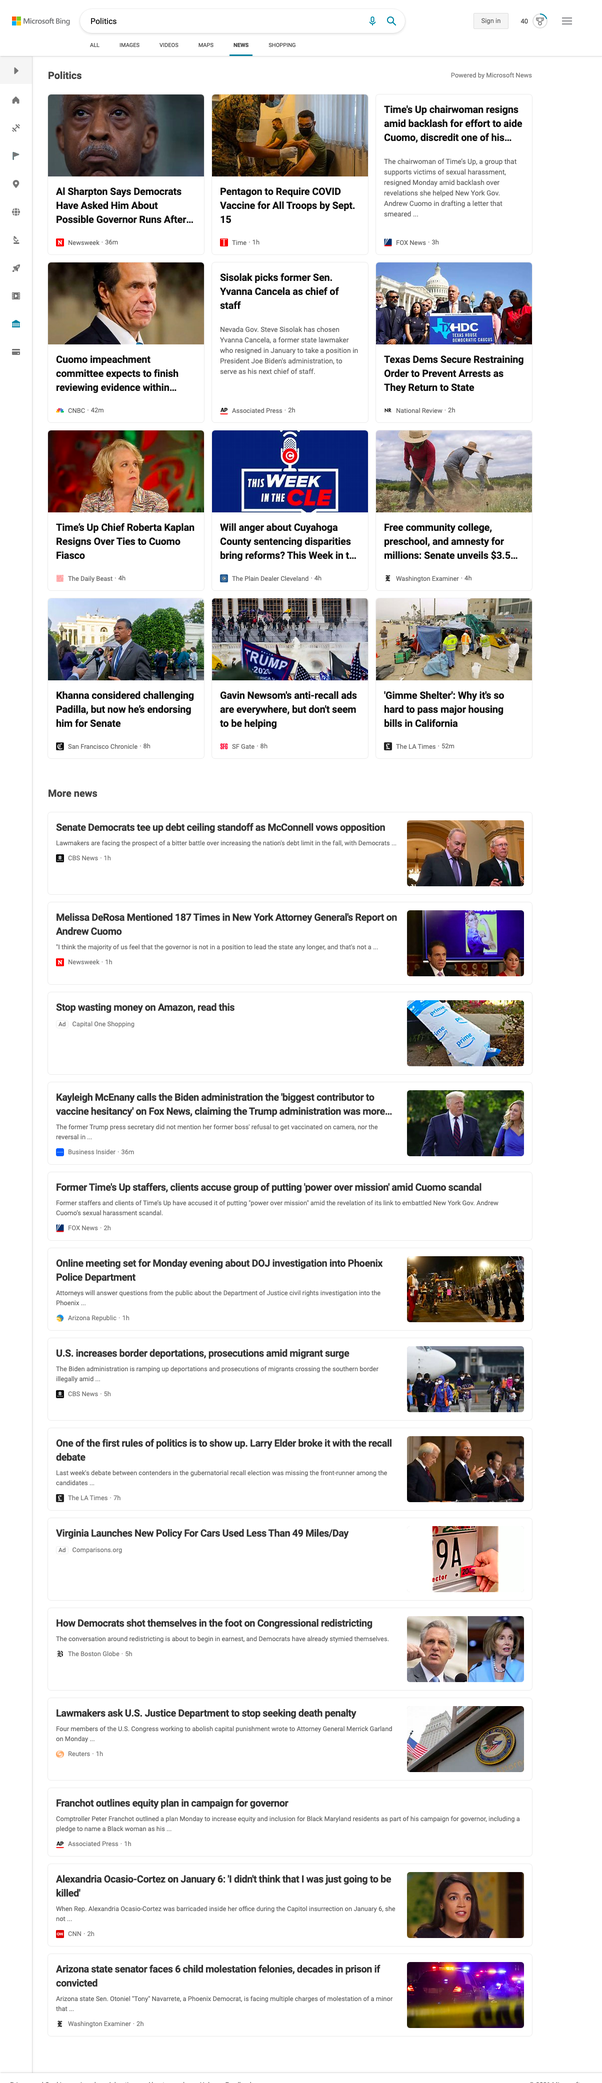 Microsoft Bing
Politics
Sign in
40
ALL
IMAGES
VIDEOS
MAPS
NEWS
SHOPPING
Politics
Powered by Microsoft News
Al Sharpton Says Democrats
Have Asked Him About
Possible Governor Runs After...
Newsweek · 36m
Pentagon to Require COVID
Vaccine for All Troops by Sept.
15
Time · 1h
Time's Up chairwoman resigns
amid backlash for effort to aide
Cuomo, discredit one of his...
The chairwoman of Time's Up, a group that
supports victims of sexual harassment,
resigned Monday amid backlash over
revelations she helped New York Gov.
Andrew Cuomo in drafting a letter that
smeared ...
FOX News · 3h
Cuomo impeachment
committee expects to finish
reviewing evidence within...
CNBC · 42m
Sisolak picks former Sen.
Yvanna Cancela as chief of
staff
Nevada Gov. Steve Sisolak has chosen
Yvanna Cancela, a former state lawmaker
who resigned in January to take a position in
President Joe Biden's administration, to
serve as his next chief of staff.
AP Associated Press · 2h
HDC
TEXAS HOUSE
DEMOCRATIC CAUCUS
Texas Dems Secure Restraining
Order to Prevent Arrests as
They Return to State
NR National Review · 2h
Time's Up Chief Roberta Kaplan
Resigns Over Ties to Cuomo
Fiasco
The Daily Beast · 4h
THIS WEEK
IN THE CLE
Will anger about Cuyahoga
County sentencing disparities
bring reforms? This Week in t...
The Plain Dealer Cleveland · 4h
Free community college,
preschool, and amnesty for
millions: Senate unveils $3.5...
Washington Examiner · 4h
Khanna considered challenging
Padilla, but now he's endorsing
him for Senate
San Francisco Chronicle · 8h
TRUMP
Gavin Newsom's anti-recall ads
are everywhere, but don't seem
to be helping
SF Gate · 8h
'Gimme Shelter': Why it's so
hard to pass major housing
bills in California
The LA Times · 52m
More news
Senate Democrats tee up debt ceiling standoff as McConnell vows opposition
Lawmakers are facing the prospect of a bitter battle over increasing the nation's debt limit in the fall, with Democrats ...
CBS News · 1h
Melissa DeRosa Mentioned 187 Times in New York Attorney General's Report on
Andrew Cuomo
"I think the majority of us feel that the governor is not in a position to lead the state any longer, and that's not a ...
Newsweek · 1h
Stop wasting money on Amazon, read this
Ad Capital One Shopping
prime
Kayleigh McEnany calls the Biden administration the 'biggest contributor to
vaccine hesitancy' on Fox News, claiming the Trump administration was more...
The former Trump press secretary did not mention her former boss' refusal to get vaccinated on camera, nor the
reversal in ...
Business Insider · 36m
Former Time's Up staffers, clients accuse group of putting 'power over mission' amid Cuomo scandal
Former staffers and clients of Time's Up have accused it of putting "power over mission" amid the revelation of its link to embattled New York Gov. Andrew
Cuomo's sexual harassment scandal.
FOX News · 2h
Online meeting set for Monday evening about DOJ investigation into Phoenix
Police Department
Attorneys will answer questions from the public about the Department of Justice civil rights investigation into the
Phoenix ...
Arizona Republic · 1h
U.S. increases border deportations, prosecutions amid migrant surge
The Biden administration is ramping up deportations and prosecutions of migrants crossing the southern border
illegally amid ...
CBS News · 5h
One of the first rules of politics is to show up. Larry Elder broke it with the recall
debate
Last week's debate between contenders in the gubernatorial recall election was missing the front-runner among the
candidates ...
The LA Times · 7h
Virginia Launches New Policy For Cars Used Less Than 49 Miles/Day
Ad Comparisons.org
9A
How Democrats shot themselves in the foot on Congressional redistricting
The conversation around redistricting is about to begin in earnest, and Democrats have already stymied themselves.
The Boston Globe · 5h
Lawmakers ask U.S. Justice Department to stop seeking death penalty
Four members of the U.S. Congress working to abolish capital punishment wrote to Attorney General Merrick Garland
on Monday ...
Reuters · 1h
Franchot outlines equity plan in campaign for governor
Comptroller Peter Franchot outlined a plan Monday to increase equity and inclusion for Black Maryland residents as part of his campaign for governor, including a
pledge to name a Black woman as his ...
AP Associated Press · 1h
Alexandria Ocasio-Cortez on January 6: 'I didn't think that I was just going to be
killed'
When Rep. Alexandria Ocasio-Cortez was barricaded inside her office during the Capitol insurrection on January 6, she
not ...
CNN · 2h
Arizona state senator faces 6 child molestation felonies, decades in prison if
convicted
Arizona state Sen. Otoniel "Tony" Navarrete, a Phoenix Democrat, is facing multiple charges of molestation of a minor
that ...
Washington Examiner · 2h